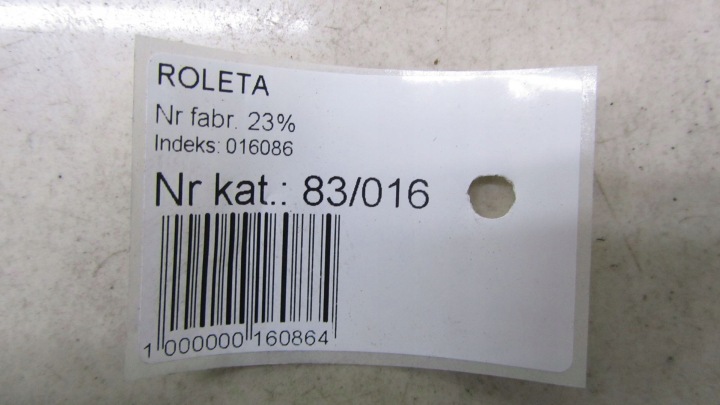 ROLETA
Nr fabr. 23%
Indeks: 016086
Nr kat.: 83/016
1 000000 160864